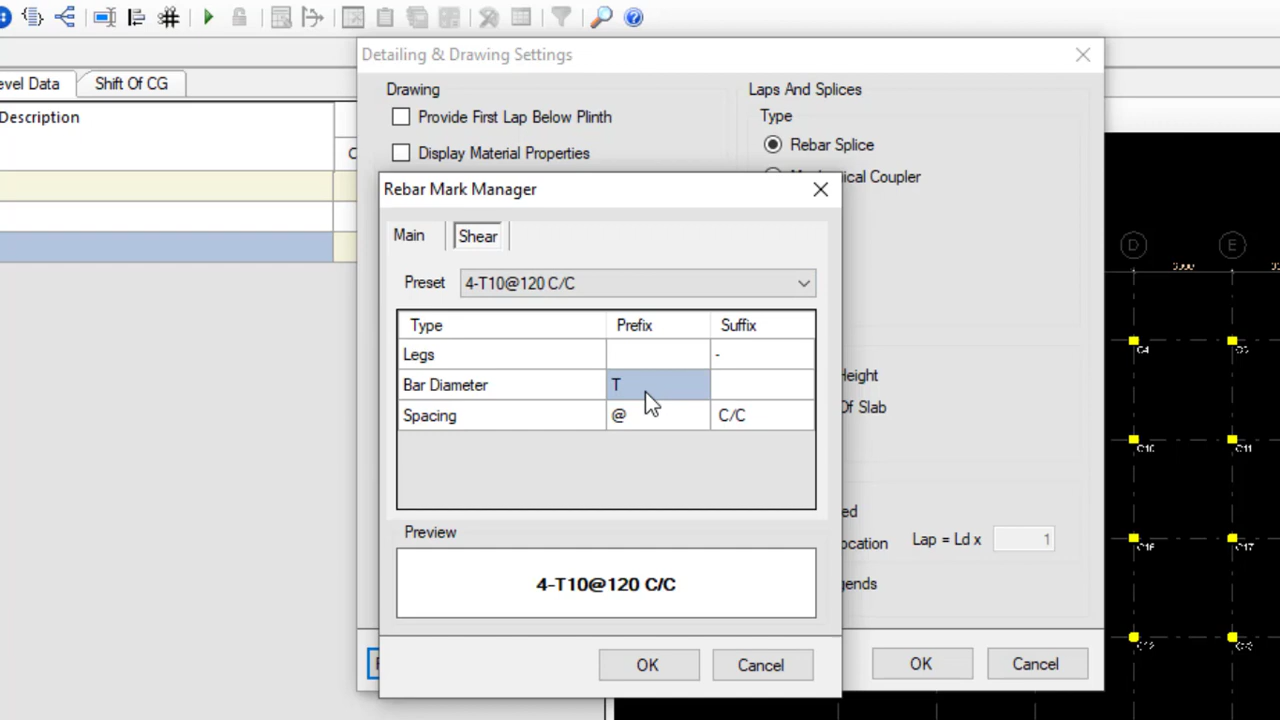 Detailing & Drawing Settings
evel Data
Shift Of CG
Description
C
Drawing
Provide First Lap Below Plinth
Display Material Properties
Laps And Splices
Type
Rebar Splice
ical Coupler
Rebar Mark Manager
Main
Shear
Preset
4-T10@120 C/C
Type
Prefix
Suffix
Legs
-
Bar Diameter
T
Spacing
@
C/C
Preview
4-T10@120 C/C
OK
Cancel
Height
Of Slab
ed
ocation
Lap = Ld x
1
gends
OK
Cancel
D
E
C10
C11
C16
C17